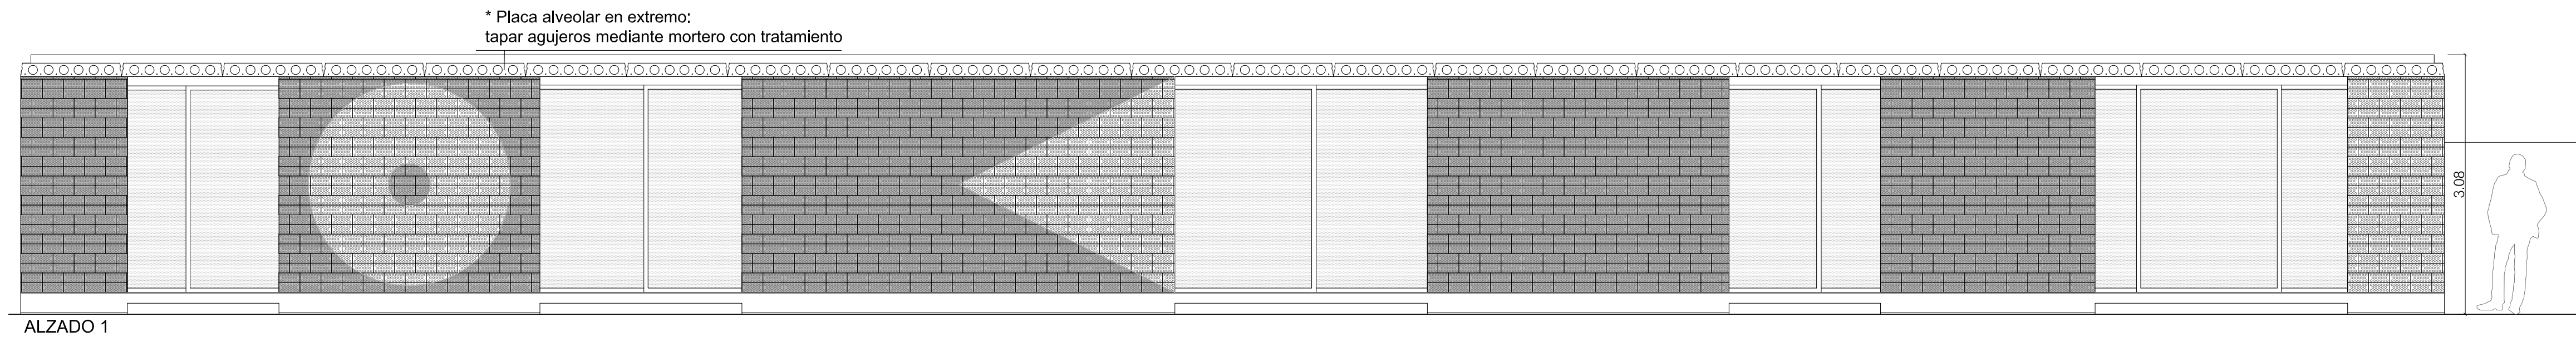 * Placa alveolar en extremo:
tapar agujeros mediante mortero con tratamiento
3.08
ALZADO 1